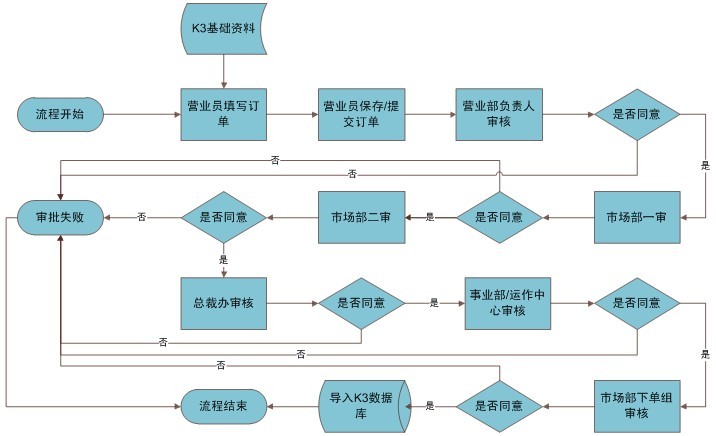 K3基础资料
流程开始
营业员填写订
单
营业员保存/提
交订单
营业部负责人
审核
是否同意
是
否
否
审批失败
否
是否同意
市场部二审
是
是否同意
市场部一审
是
总裁办审核
是否同意
是
事业部/运作中
心审核
是否同意
否
否
是
否
流程结束
导入K3数据
库
是
是否同意
市场部下单组
审核